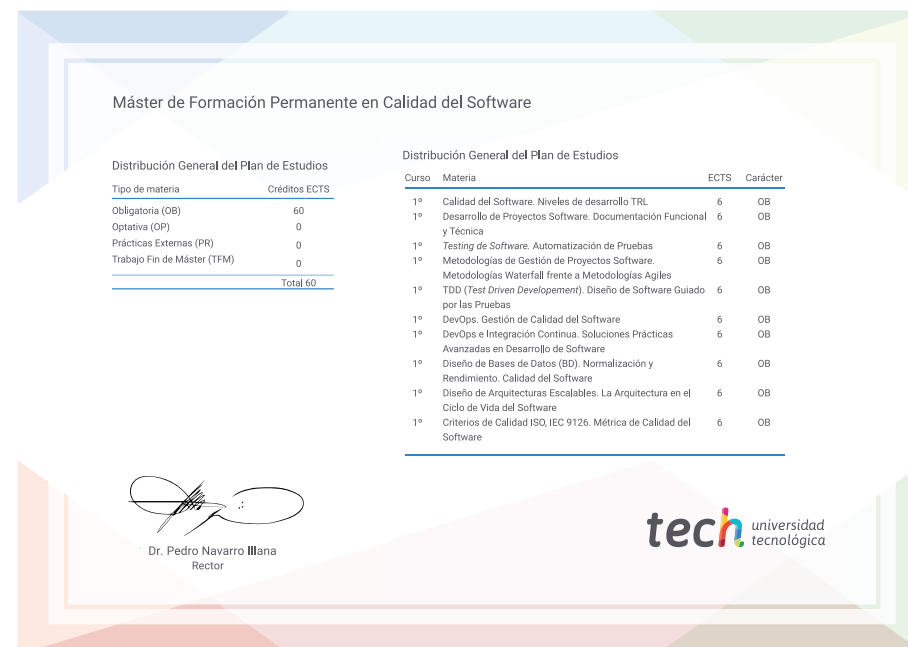 Máster de Formación Permanente en Calidad del Software
Distribución General del Plan de Estudios
Tipo de materia Créditos ECTS
Obligatoria (OB) 60
Optativa (OP) 0
Prácticas Externas (PR) 0
Trabajo Fin de Máster (TFM) 0
Total 60
Distribución General del Plan de Estudios
Curso Materia ECTS Carácter
1º Calidad del Software. Niveles de desarrollo TRL 6 OB
1º Desarrollo de Proyectos Software. Documentación Funcional 6 OB
y Técnica
1º Testing de Software. Automatización de Pruebas 6 OB
1º Metodologías de Gestión de Proyectos Software. 6 OB
Metodologías Waterfall frente a Metodologías Agiles
1º TDD (Test Driven Developement). Diseño de Software Guiado 6 OB
por las Pruebas
1º DevOps. Gestión de Calidad del Software 6 OB
1º DevOps e Integración Continua. Soluciones Prácticas 6 OB
Avanzadas en Desarrollo de Software
1º Diseño de Bases de Datos (BD). Normalización y 6 OB
Rendimiento. Calidad del Software
1º Diseño de Arquitecturas Escalables. La Arquitectura en el 6 OB
Ciclo de Vida del Software
1º Criterios de Calidad ISO, IEC 9126. Métrica de Calidad del 6 OB
Software
Dr. Pedro Navarro Illana
Rector
tech universidad
tecnológica